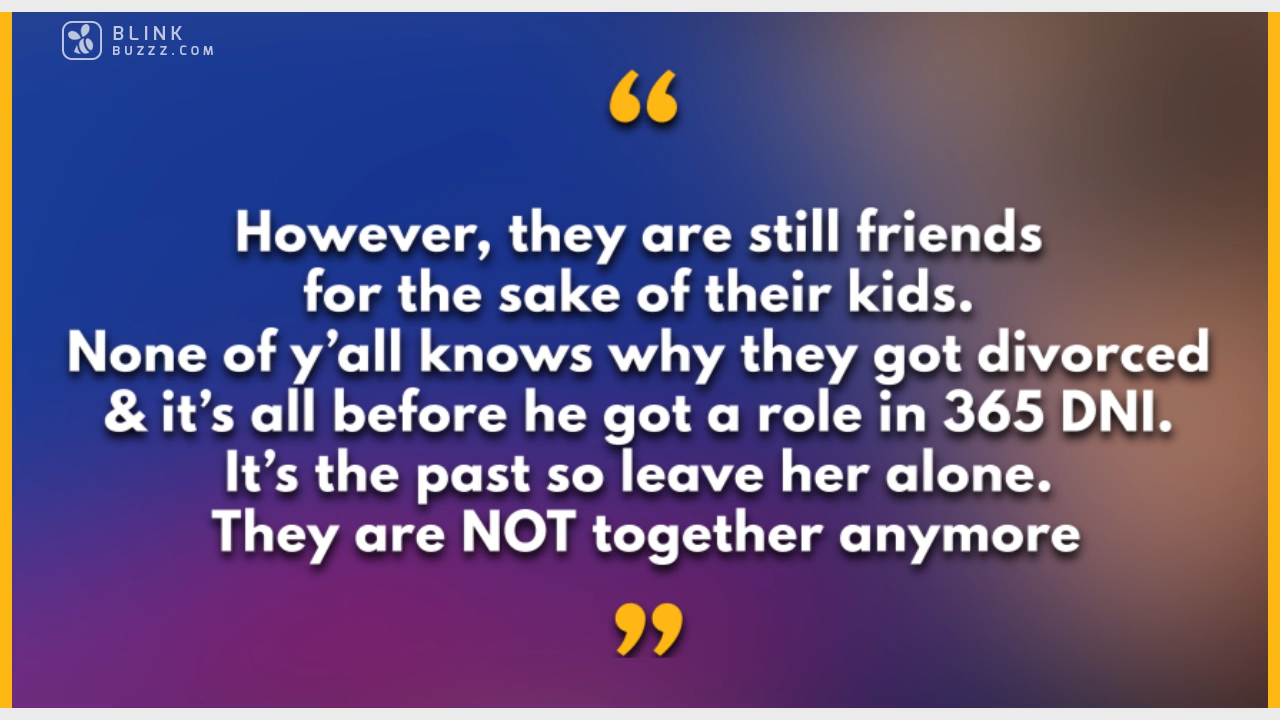 BLINK
BUZZZ.COM
“
However, they are still friends
for the sake of their kids.
None of y’all knows why they got divorced
& it’s all before he got a role in 365 DNI.
It’s the past so leave her alone.
They are NOT together anymore
”